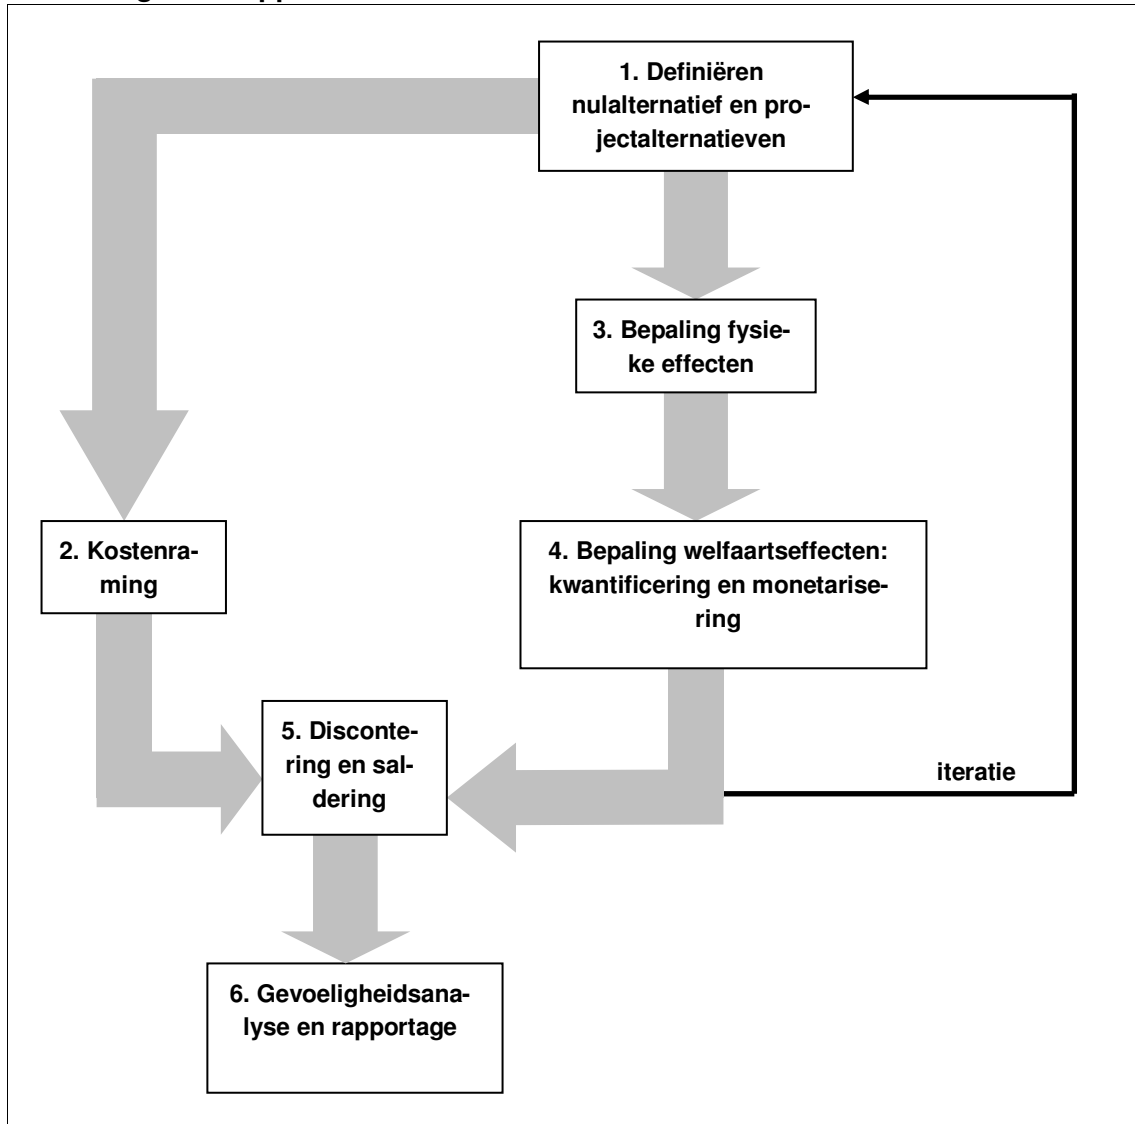 1. Definiëren
nulalternatief en pro-
jectalternatieven
3. Bepaling fysie-
ke effecten
2. Kostenra-
ming
4. Bepaling welfaartseffecten:
kwantificering en monetarise-
ring
5. Disconte-
ring en sal-
dering
iteratie
6. Gevoeligheidsana-
lyse en rapportage